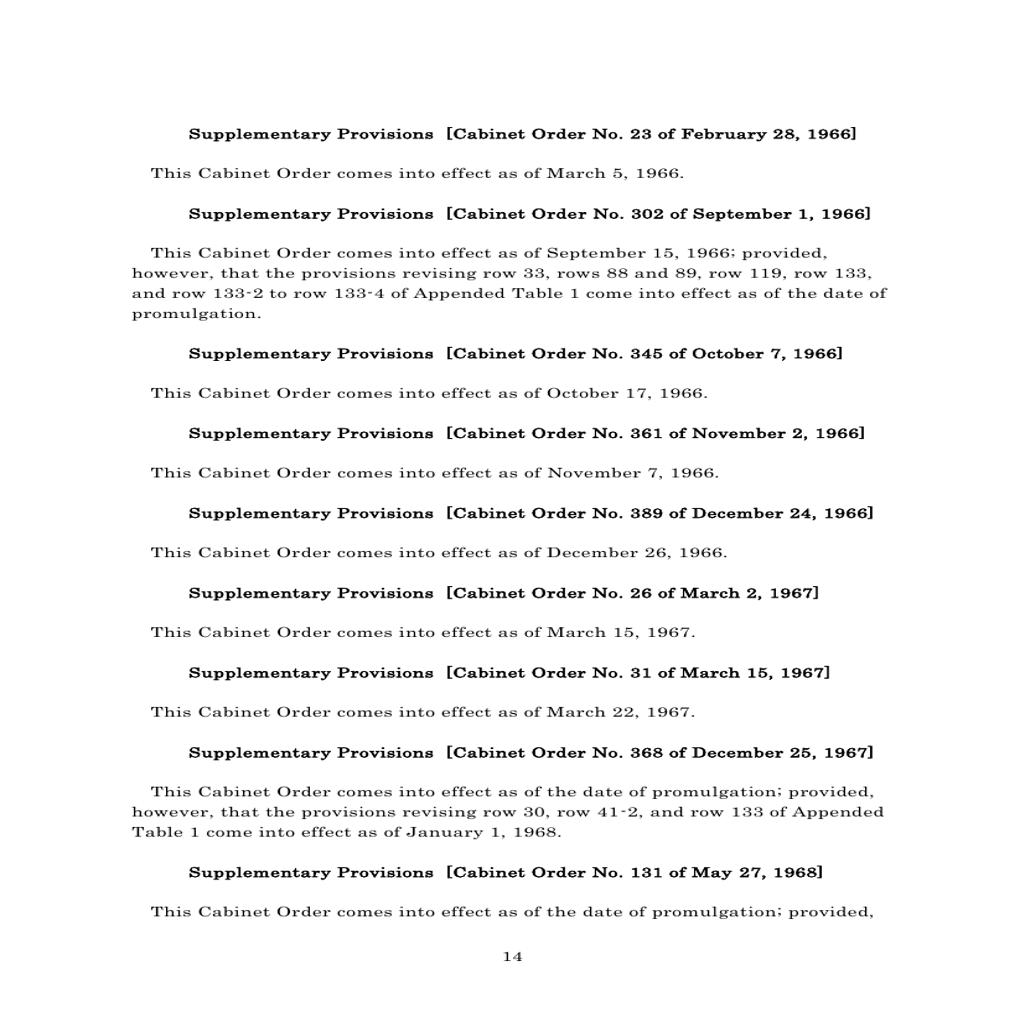 Supplementary Provisions [Cabinet Order No. 23 of February 28, 1966]
This Cabinet Order comes into effect as of March 5, 1966.
Supplementary Provisions [Cabinet Order No. 302 of September 1, 1966]
This Cabinet Order comes into effect as of September 15, 1966; provided,
however, that the provisions revising row 33, rows 88 and 89, row 119, row 133,
and row 133-2 to row 133-4 of Appended Table 1 come into effect as of the date of
promulgation.
Supplementary Provisions [Cabinet Order No. 345 of October 7, 1966]
This Cabinet Order comes into effect as of October 17, 1966.
Supplementary Provisions [Cabinet Order No. 361 of November 2, 1966]
This Cabinet Order comes into effect as of November 7, 1966.
Supplementary Provisions [Cabinet Order No. 389 of December 24, 1966]
This Cabinet Order comes into effect as of December 26, 1966.
Supplementary Provisions [Cabinet Order No. 26 of March 2, 1967]
This Cabinet Order comes into effect as of March 15, 1967.
Supplementary Provisions [Cabinet Order No. 31 of March 15, 1967]
This Cabinet Order comes into effect as of March 22, 1967.
Supplementary Provisions [Cabinet Order No. 368 of December 25, 1967]
This Cabinet Order comes into effect as of the date of promulgation; provided,
however, that the provisions revising row 30, row 41-2, and row 133 of Appended
Table 1 come into effect as of January 1, 1968.
Supplementary Provisions [Cabinet Order No. 131 of May 27, 1968]
This Cabinet Order comes into effect as of the date of promulgation; provided,
14